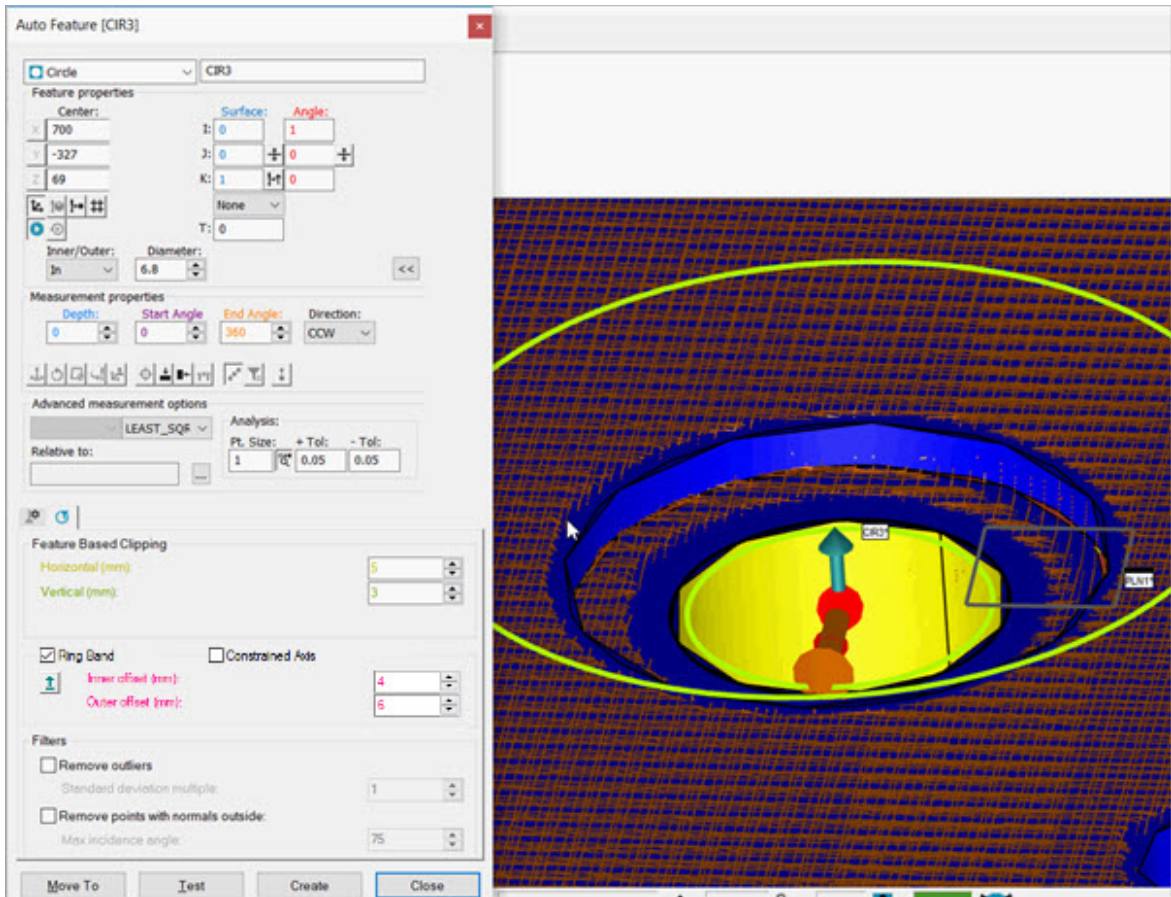 Auto Feature [CIR3]
Circle CIR3
Feature properties
Center: Surface: Angle:
X 700 I: 0 1
Y -327 J: 0 0
Z 69 K: 1 0
None
T: 0
Inner/Outer: Diameter:
In 6.8 <<
Measurement properties
Depth: Start Angle End Angle: Direction:
0 0 360 CCW
Advanced measurement options
LEAST_SQR
Analysis:
Pt. Size: + Tol: - Tol:
1 0.05 0.05
Relative to:
...
Feature Based Clipping
Horizontal (mm): 5
Vertical (mm): 3
Ring Band Constrained Axis
Inner offset (mm): 4
Outer offset (mm): 6
Filters
Remove outliers
Standard deviation multiple: 1
Remove points with normals outside:
Max incidence angle: 75
Move To Test Create Close
CIR3*
PLN1*